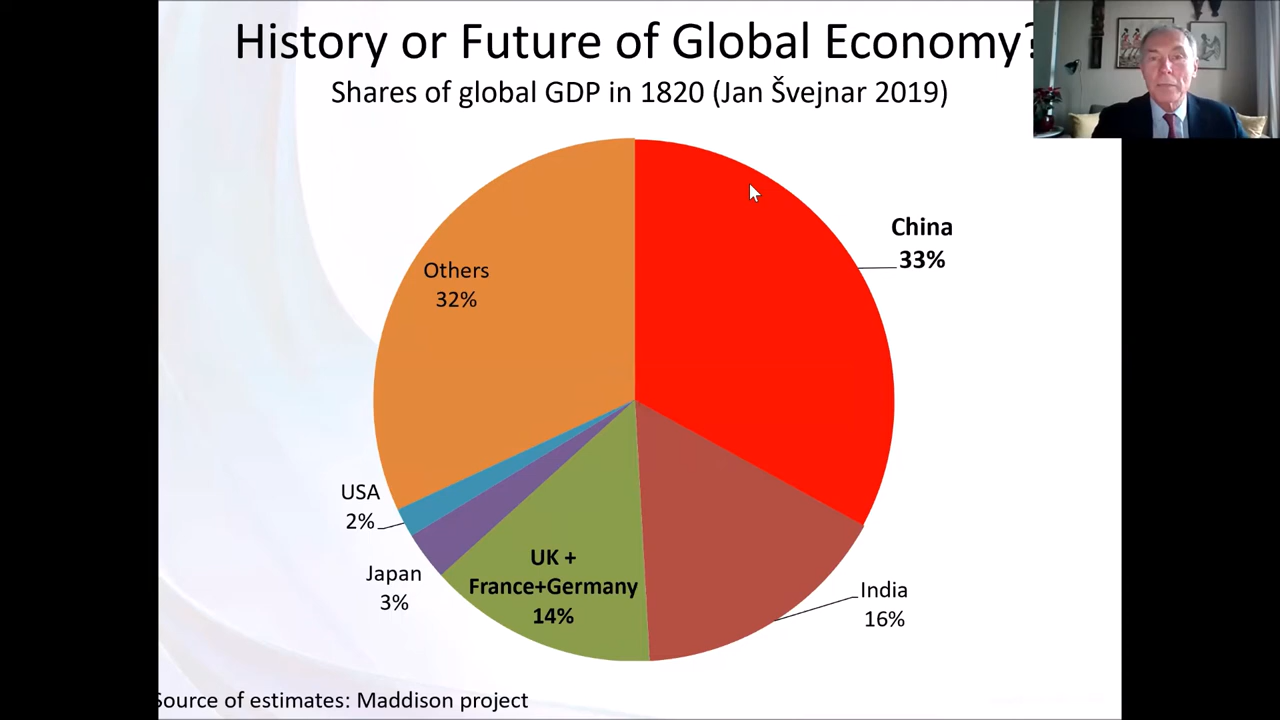 History or Future of Global Economy?
Shares of global GDP in 1820 (Jan Švejnar 2019)
China
33%
Others
32%
USA
2%
UK +
France+Germany
14%
Japan
3%
India
16%
Source of estimates: Maddison project